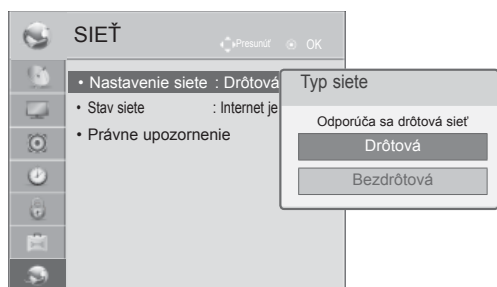 SIEŤ
Presunúť OK
• Nastavenie siete : Drôtová
• Stav siete : Internet je
• Právne upozornenie
Typ siete
Odporúča sa drôtová sieť
Drôtová
Bezdrôtová